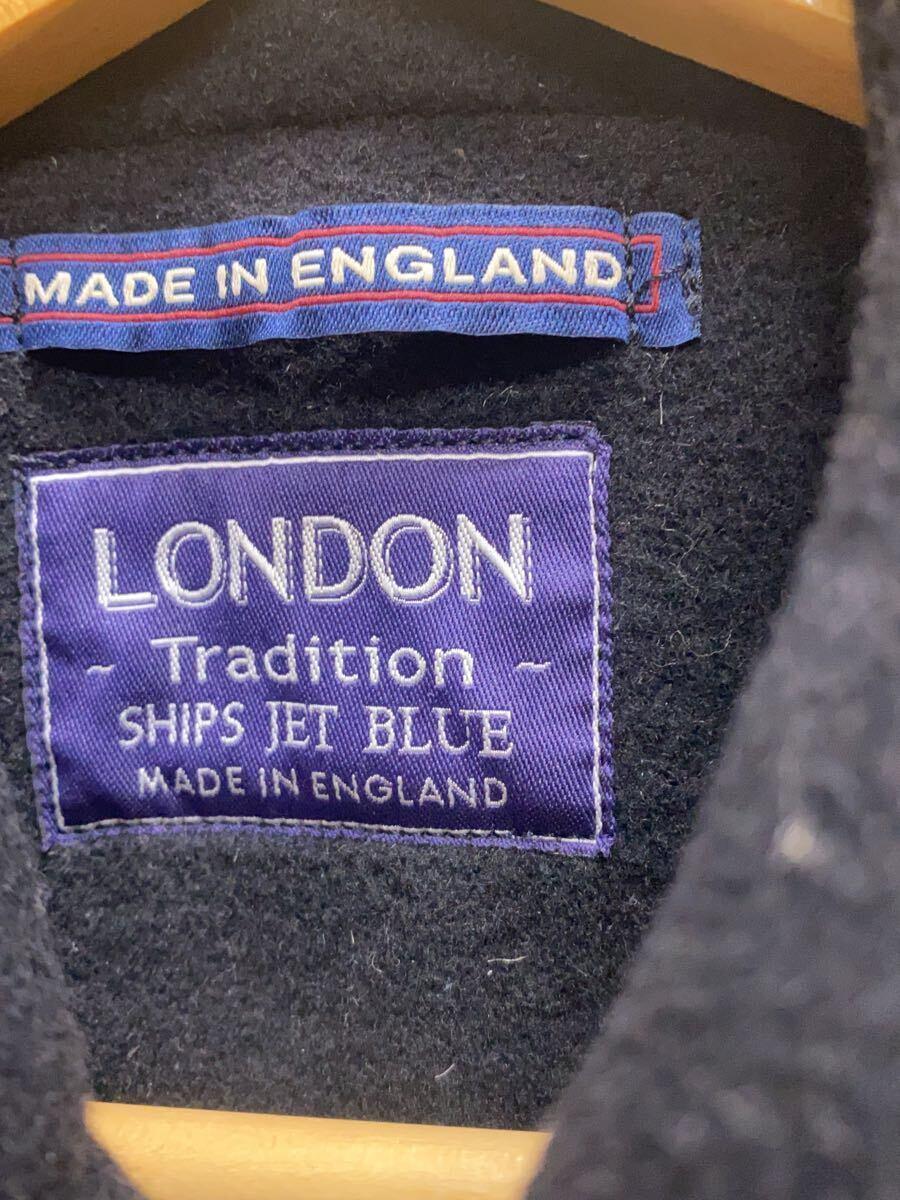 MADE IN ENGLAND
LONDON
~ Tradition ~
SHIPS JET BLUE
MADE IN ENGLAND